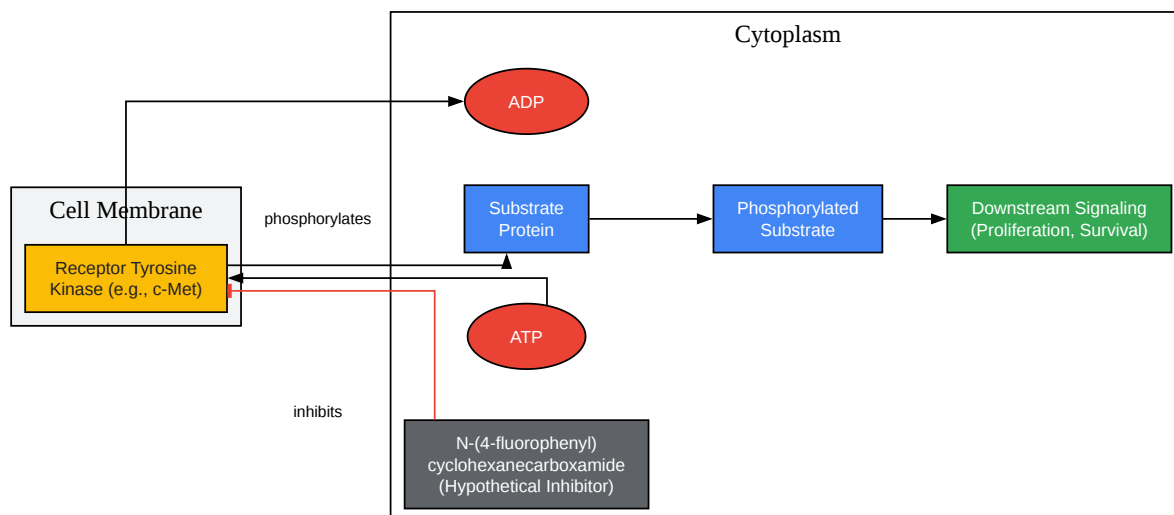 Cytoplasm
ADP
Cell Membrane
phosphorylates
Substrate
Protein
Phosphorylated
Substrate
Downstream Signaling
(Proliferation, Survival)
Receptor Tyrosine
Kinase (e.g., c-Met)
ATP
inhibits
N-(4-fluorophenyl)
cyclohexanecarboxamide
(Hypothetical Inhibitor)